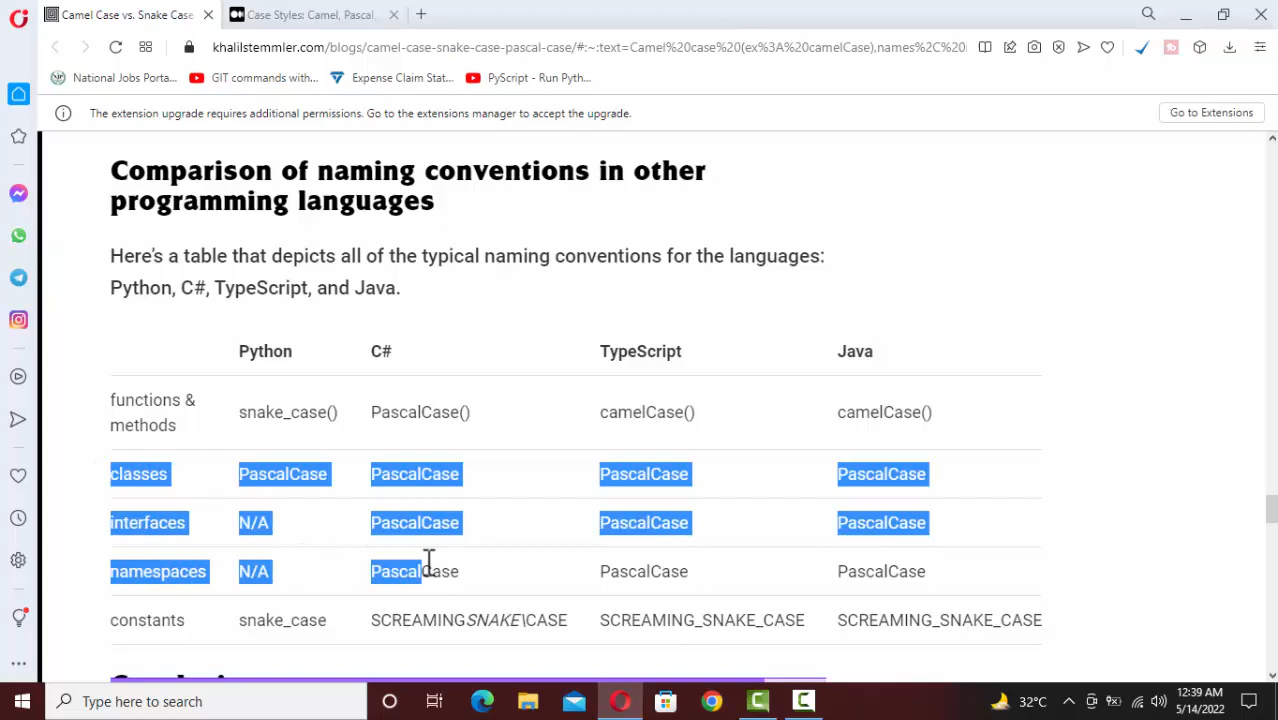 Camel Case vs. Snake Case
Case Styles: Camel, Pascal,
khalilstemmler.com/blogs/camel-case-snake-case-pascal-case/#:~:text=Camel%20case%20(ex%3A%20camelCase),names%2C%20
National Jobs Porta...
GIT commands with...
Expense Claim Stat...
PyScript - Run Pyth...
The extension upgrade requires additional permissions. Go to the extensions manager to accept the upgrade.
Go to Extensions
Comparison of naming conventions in other
programming languages
Here's a table that depicts all of the typical naming conventions for the languages:
Python, C#, TypeScript, and Java.
Python C# TypeScript Java
functions &
methods
snake_case() PascalCase() camelCase() camelCase()
classes PascalCase PascalCase PascalCase PascalCase
interfaces N/A PascalCase PascalCase PascalCase
namespaces N/A PascalCase PascalCase PascalCase
constants snake_case SCREAMINGSNAKE\CASE SCREAMING_SNAKE_CASE SCREAMING_SNAKE_CASE
Type here to search
32°C
12:39 AM
5/14/2022